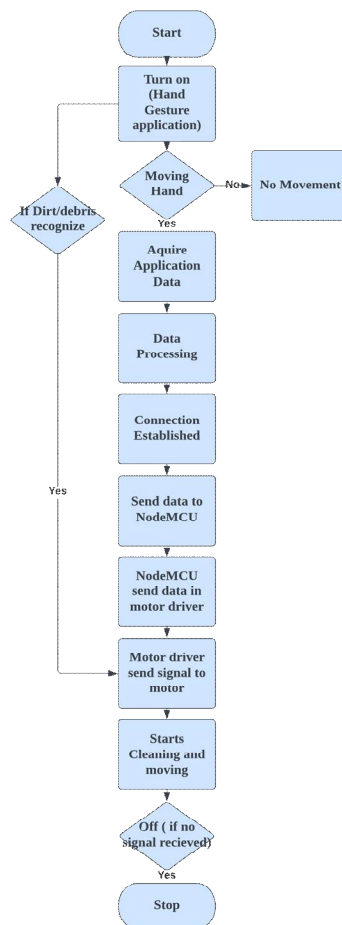 Start
Turn on
(Hand
Gesture
application)
Moving
Hand
No
No Movement
If Dirt/debris
recognize
Yes
Aquire
Application
Data
Data
Processing
Connection
Established
Send data to
NodeMCU
Yes
NodeMCU
send data in
motor driver
Motor driver
send signal to
motor
Starts
Cleaning and
moving
Off ( if no
signal recieved)
Yes
Stop